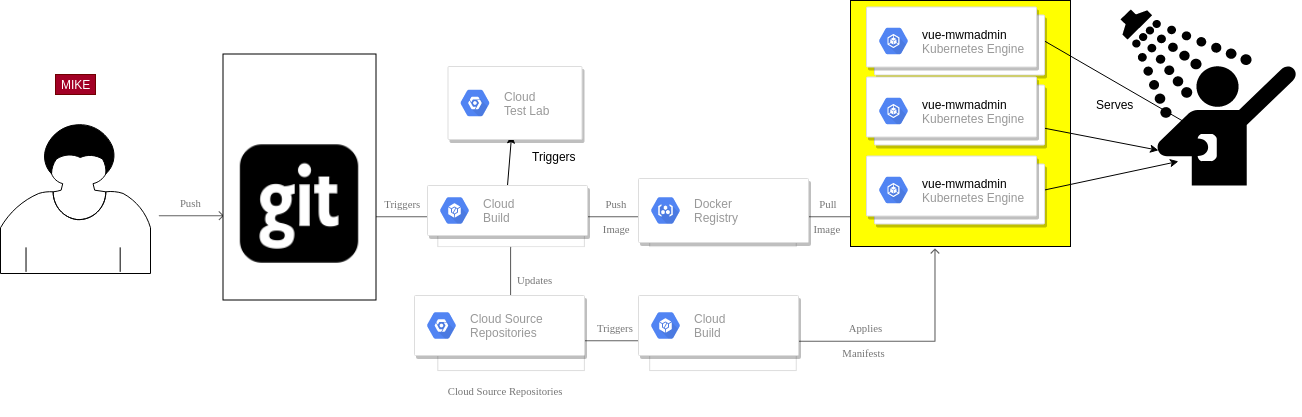 MIKE
Push
git
Triggers
Cloud
Test Lab
Triggers
Cloud
Build
Push
Image
Docker
Registry
Pull
Image
vue-mwmadmin
Kubernetes Engine
vue-mwmadmin
Kubernetes Engine
vue-mwmadmin
Kubernetes Engine
Serves
Updates
Cloud Source
Repositories
Triggers
Cloud
Build
Applies
Manifests
Cloud Source Repositories